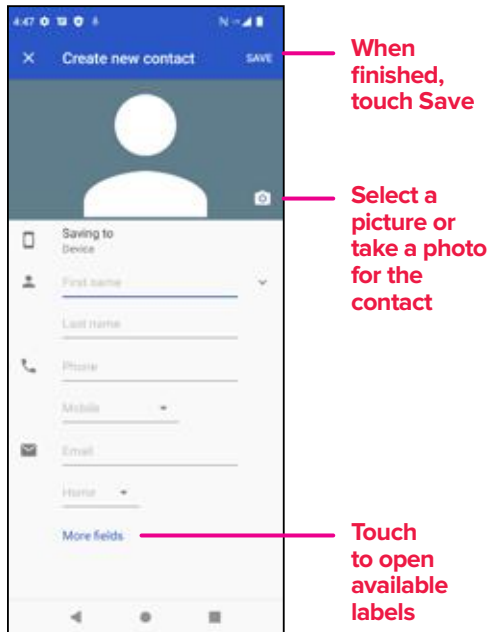 4:47
N
Create new contact
SAVE
When
finished,
touch Save
Select a
picture or
take a photo
for the
contact
Saving to
Device
First name
Last name
Phone
Mobile
Email
Home
More fields
Touch
to open
available
labels